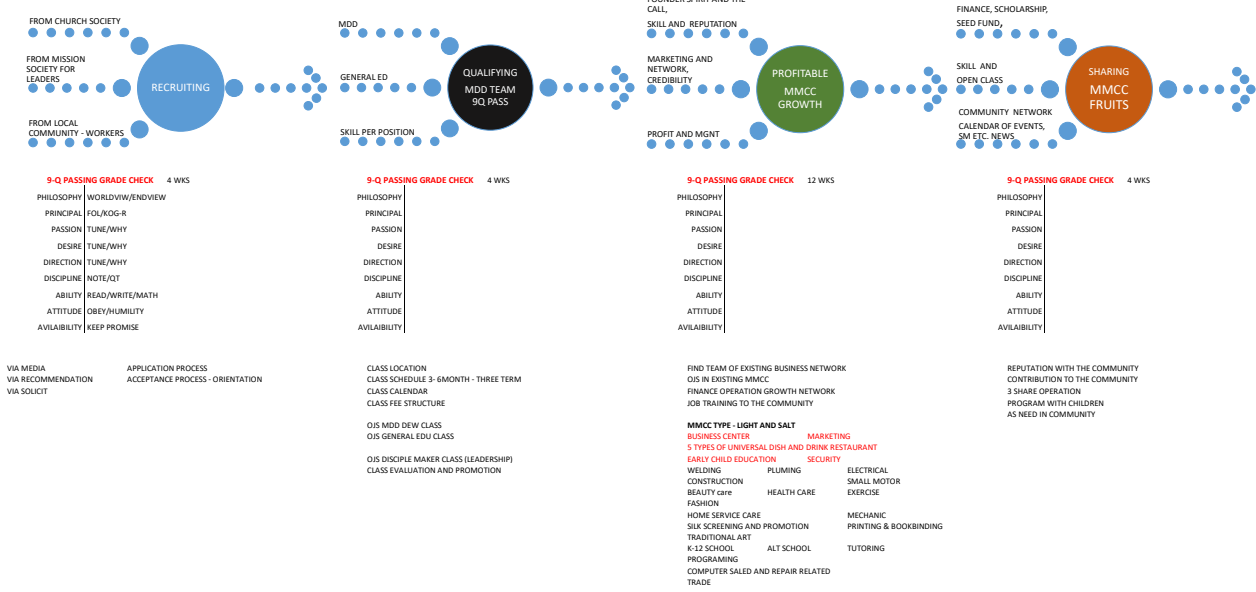 FROM CHURCH SOCIETY
FROM MISSION
SOCIETY FOR
LEADERS
FROM LOCAL
COMMUNITY - WORKERS
RECRUITING
MDD
GENERAL ED
SKILL PER POSITION
QUALIFYING
MDD TEAM
9Q PASS
FOUNDER SPIRIT AND THE
CALL,
SKILL AND REPUTATION
MARKETING AND
NETWORK,
CREDIBILITY
PROFIT AND MGNT
PROFITABLE
MMCC
GROWTH
FINANCE, SCHOLARSHIP,
SEED FUND,
SKILL AND
OPEN CLASS
COMMUNITY NETWORK
CALENDAR OF EVENTS,
SM ETC. NEWS
SHARING
MMCC
FRUITS
9-Q PASSING GRADE CHECK 4 WKS
PHILOSOPHY WORLDVIW/ENDVIEW
PRINCIPAL FOL/KOG-R
PASSION TUNE/WHY
DESIRE TUNE/WHY
DIRECTION TUNE/WHY
DISCIPLINE NOTE/QT
ABILITY READ/WRITE/MATH
ATTITUDE OBEY/HUMILITY
AVILAIBILITY KEEP PROMISE
9-Q PASSING GRADE CHECK 4 WKS
PHILOSOPHY
PRINCIPAL
PASSION
DESIRE
DIRECTION
DISCIPLINE
ABILITY
ATTITUDE
AVILAIBILITY
9-Q PASSING GRADE CHECK 12 WKS
PHILOSOPHY
PRINCIPAL
PASSION
DESIRE
DIRECTION
DISCIPLINE
ABILITY
ATTITUDE
AVILAIBILITY
9-Q PASSING GRADE CHECK 4 WKS
PHILOSOPHY
PRINCIPAL
PASSION
DESIRE
DIRECTION
DISCIPLINE
ABILITY
ATTITUDE
AVILAIBILITY
VIA MEDIA APPLICATION PROCESS
VIA RECOMMENDATION ACCEPTANCE PROCESS - ORIENTATION
VIA SOLICIT
CLASS LOCATION
CLASS SCHEDULE 3- 6MONTH - THREE TERM
CLASS CALENDAR
CLASS FEE STRUCTURE
OJS MDD DEW CLASS
OJS GENERAL EDU CLASS
OJS DISCIPLE MAKER CLASS (LEADERSHIP)
CLASS EVALUATION AND PROMOTION
FIND TEAM OF EXISTING BUSINESS NETWORK
OJS IN EXISTING MMCC
FINANCE OPERATION GROWTH NETWORK
JOB TRAINING TO THE COMMUNITY
MMCC TYPE - LIGHT AND SALT
BUSINESS CENTER MARKETING
5 TYPES OF UNIVERSAL DISH AND DRINK RESTAURANT
EARLY CHILD EDUCATION SECURITY
WELDING PLUMING ELECTRICAL
CONSTRUCTION SMALL MOTOR
BEAUTY care HEALTH CARE EXERCISE
FASHION
HOME SERVICE CARE MECHANIC
SILK SCREENING AND PROMOTION PRINTING & BOOKBINDING
TRADITIONAL ART
K-12 SCHOOL ALT SCHOOL TUTORING
PROGRAMING
COMPUTER SALED AND REPAIR RELATED
TRADE
REPUTATION WITH THE COMMUNITY
CONTRIBUTION TO THE COMMUNITY
3 SHARE OPERATION
PROGRAM WITH CHILDREN
AS NEED IN COMMUNITY